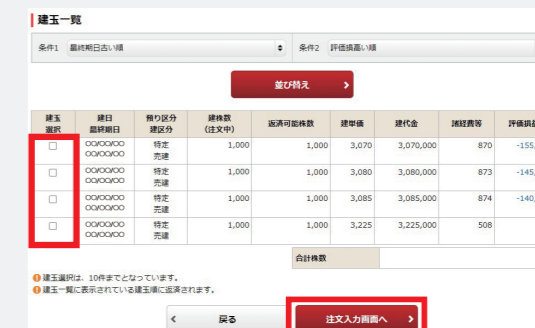 建玉一覧
条件1 最終期日古い順 条件2 評価損高い順
並び替え >
建玉選択 建日最終期日 預り区分建区分 建株数(注文中) 返済可能株数 建単価 建代金 諸経費等 評価損益
OO/OO/OO 特定 1,000 1,000 3,070 3,070,000 870 -155,
OO/OO/OO 売建
OO/OO/OO 特定 1,000 1,000 3,080 3,080,000 873 -145,
OO/OO/OO 売建
OO/OO/OO 特定 1,000 1,000 3,085 3,085,000 874 -140,
OO/OO/OO 売建
OO/OO/OO 特定 1,000 1,000 3,225 3,225,000 508
OO/OO/OO 売建
合計株数
建玉選択は、10件までとなっています。
建玉一覧に表示されている建玉順に返済されます。
< 戻る 注文入力画面へ >